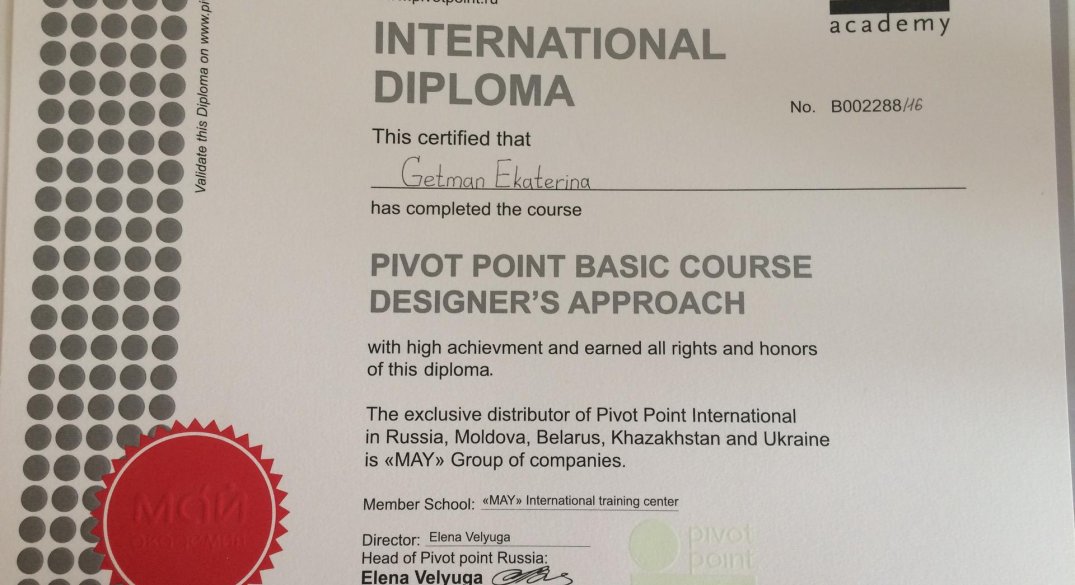 academy
INTERNATIONAL
DIPLOMA
No. B002288/16
Validate this Diploma on www.pi
This certified that
Getman Ekaterina
has completed the course
PIVOT POINT BASIC COURSE
DESIGNER'S APPROACH
with high achievment and earned all rights and honors
of this diploma.
The exclusive distributor of Pivot Point International
in Russia, Moldova, Belarus, Khazakhstan and Ukraine
is «MAY» Group of companies.
Member School: «MAY» International training center
Director: Elena Velyuga
Head of Pivot point Russia:
Elena Velyuga
pivot
point
МАЙ